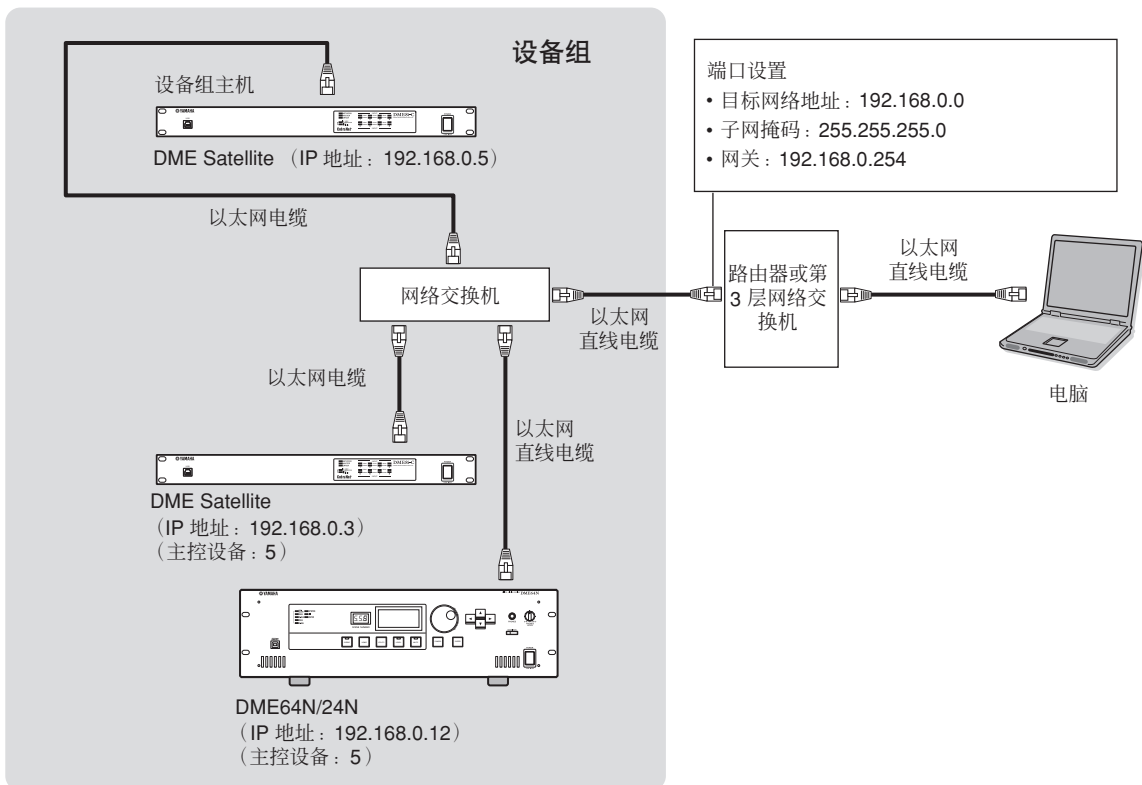 设备组
设备组主机
YAMAHA
DME8i-C
DME Satellite （IP 地址：192.168.0.5）
以太网电缆
网络交换机
以太网
直线电缆
端口设置
• 目标网络地址：192.168.0.0
• 子网掩码：255.255.255.0
• 网关：192.168.0.254
路由器或第
3 层网络交
换机
以太网
直线电缆
电脑
以太网电缆
以太网
直线电缆
YAMAHA
DME Satellite
（IP 地址：192.168.0.3）
（主控设备：5）
YAMAHA
DME64N
DME64N/24N
（IP 地址：192.168.0.12）
（主控设备：5）